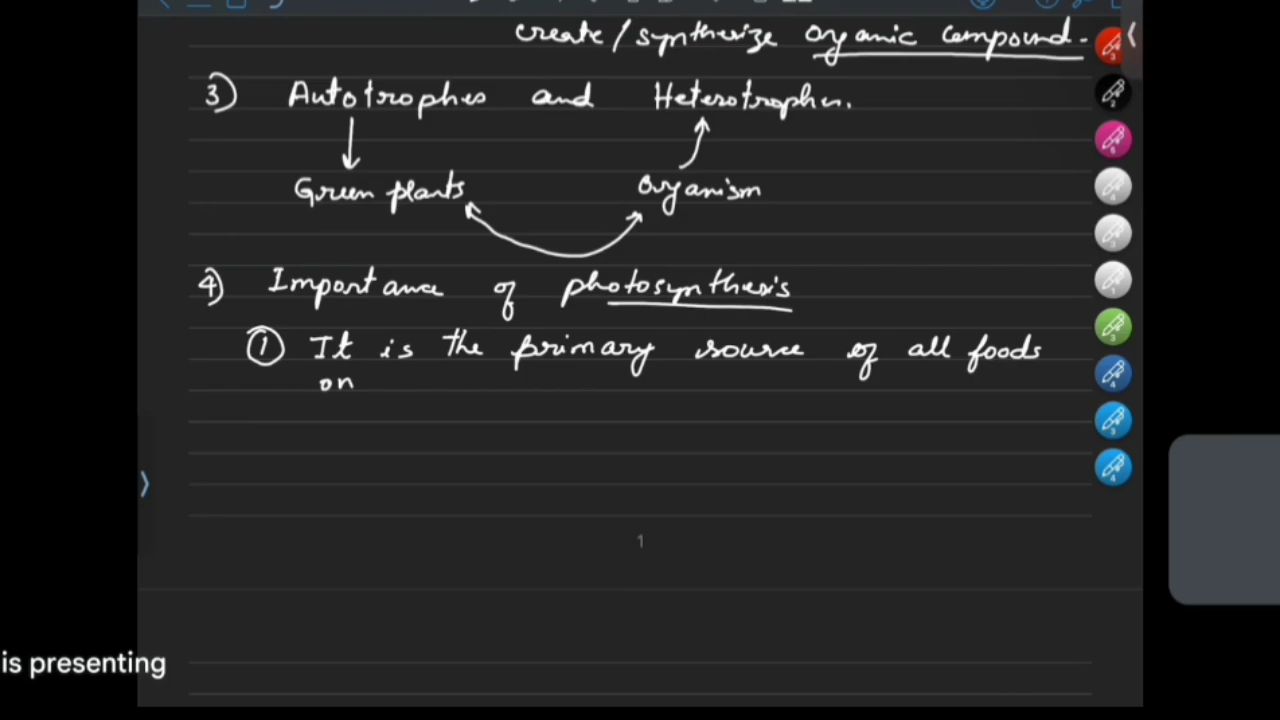 create/synthesize organic compound.
3) Autotrophes and Heterotrophes.
Green plants Organism
4) Importance of photosynthesis
① It is the primary source of all foods
on
1
is presenting